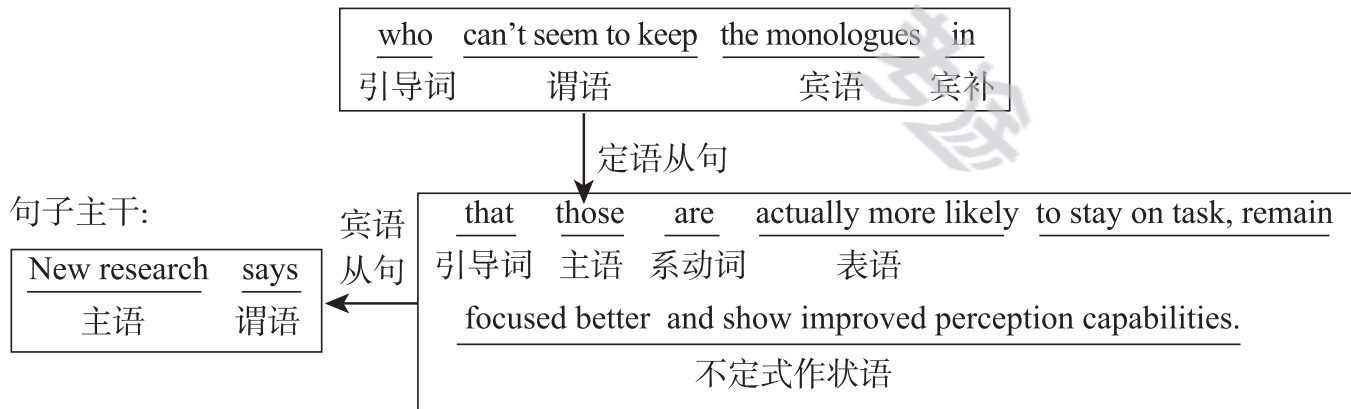 who can't seem to keep the monologues in
引导词 谓语 宾语 宾补
定语从句
句子主干:
宾语
从句
New research says
主语 谓语
that those are actually more likely to stay on task, remain
引导词 主语 系动词 表语
focused better and show improved perception capabilities.
不定式作状语